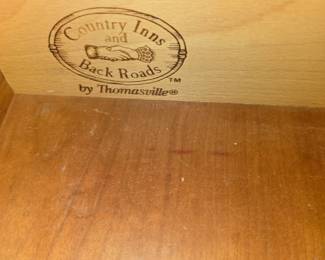 Country Inns
and
Back Roads
TM
by Thomasville®